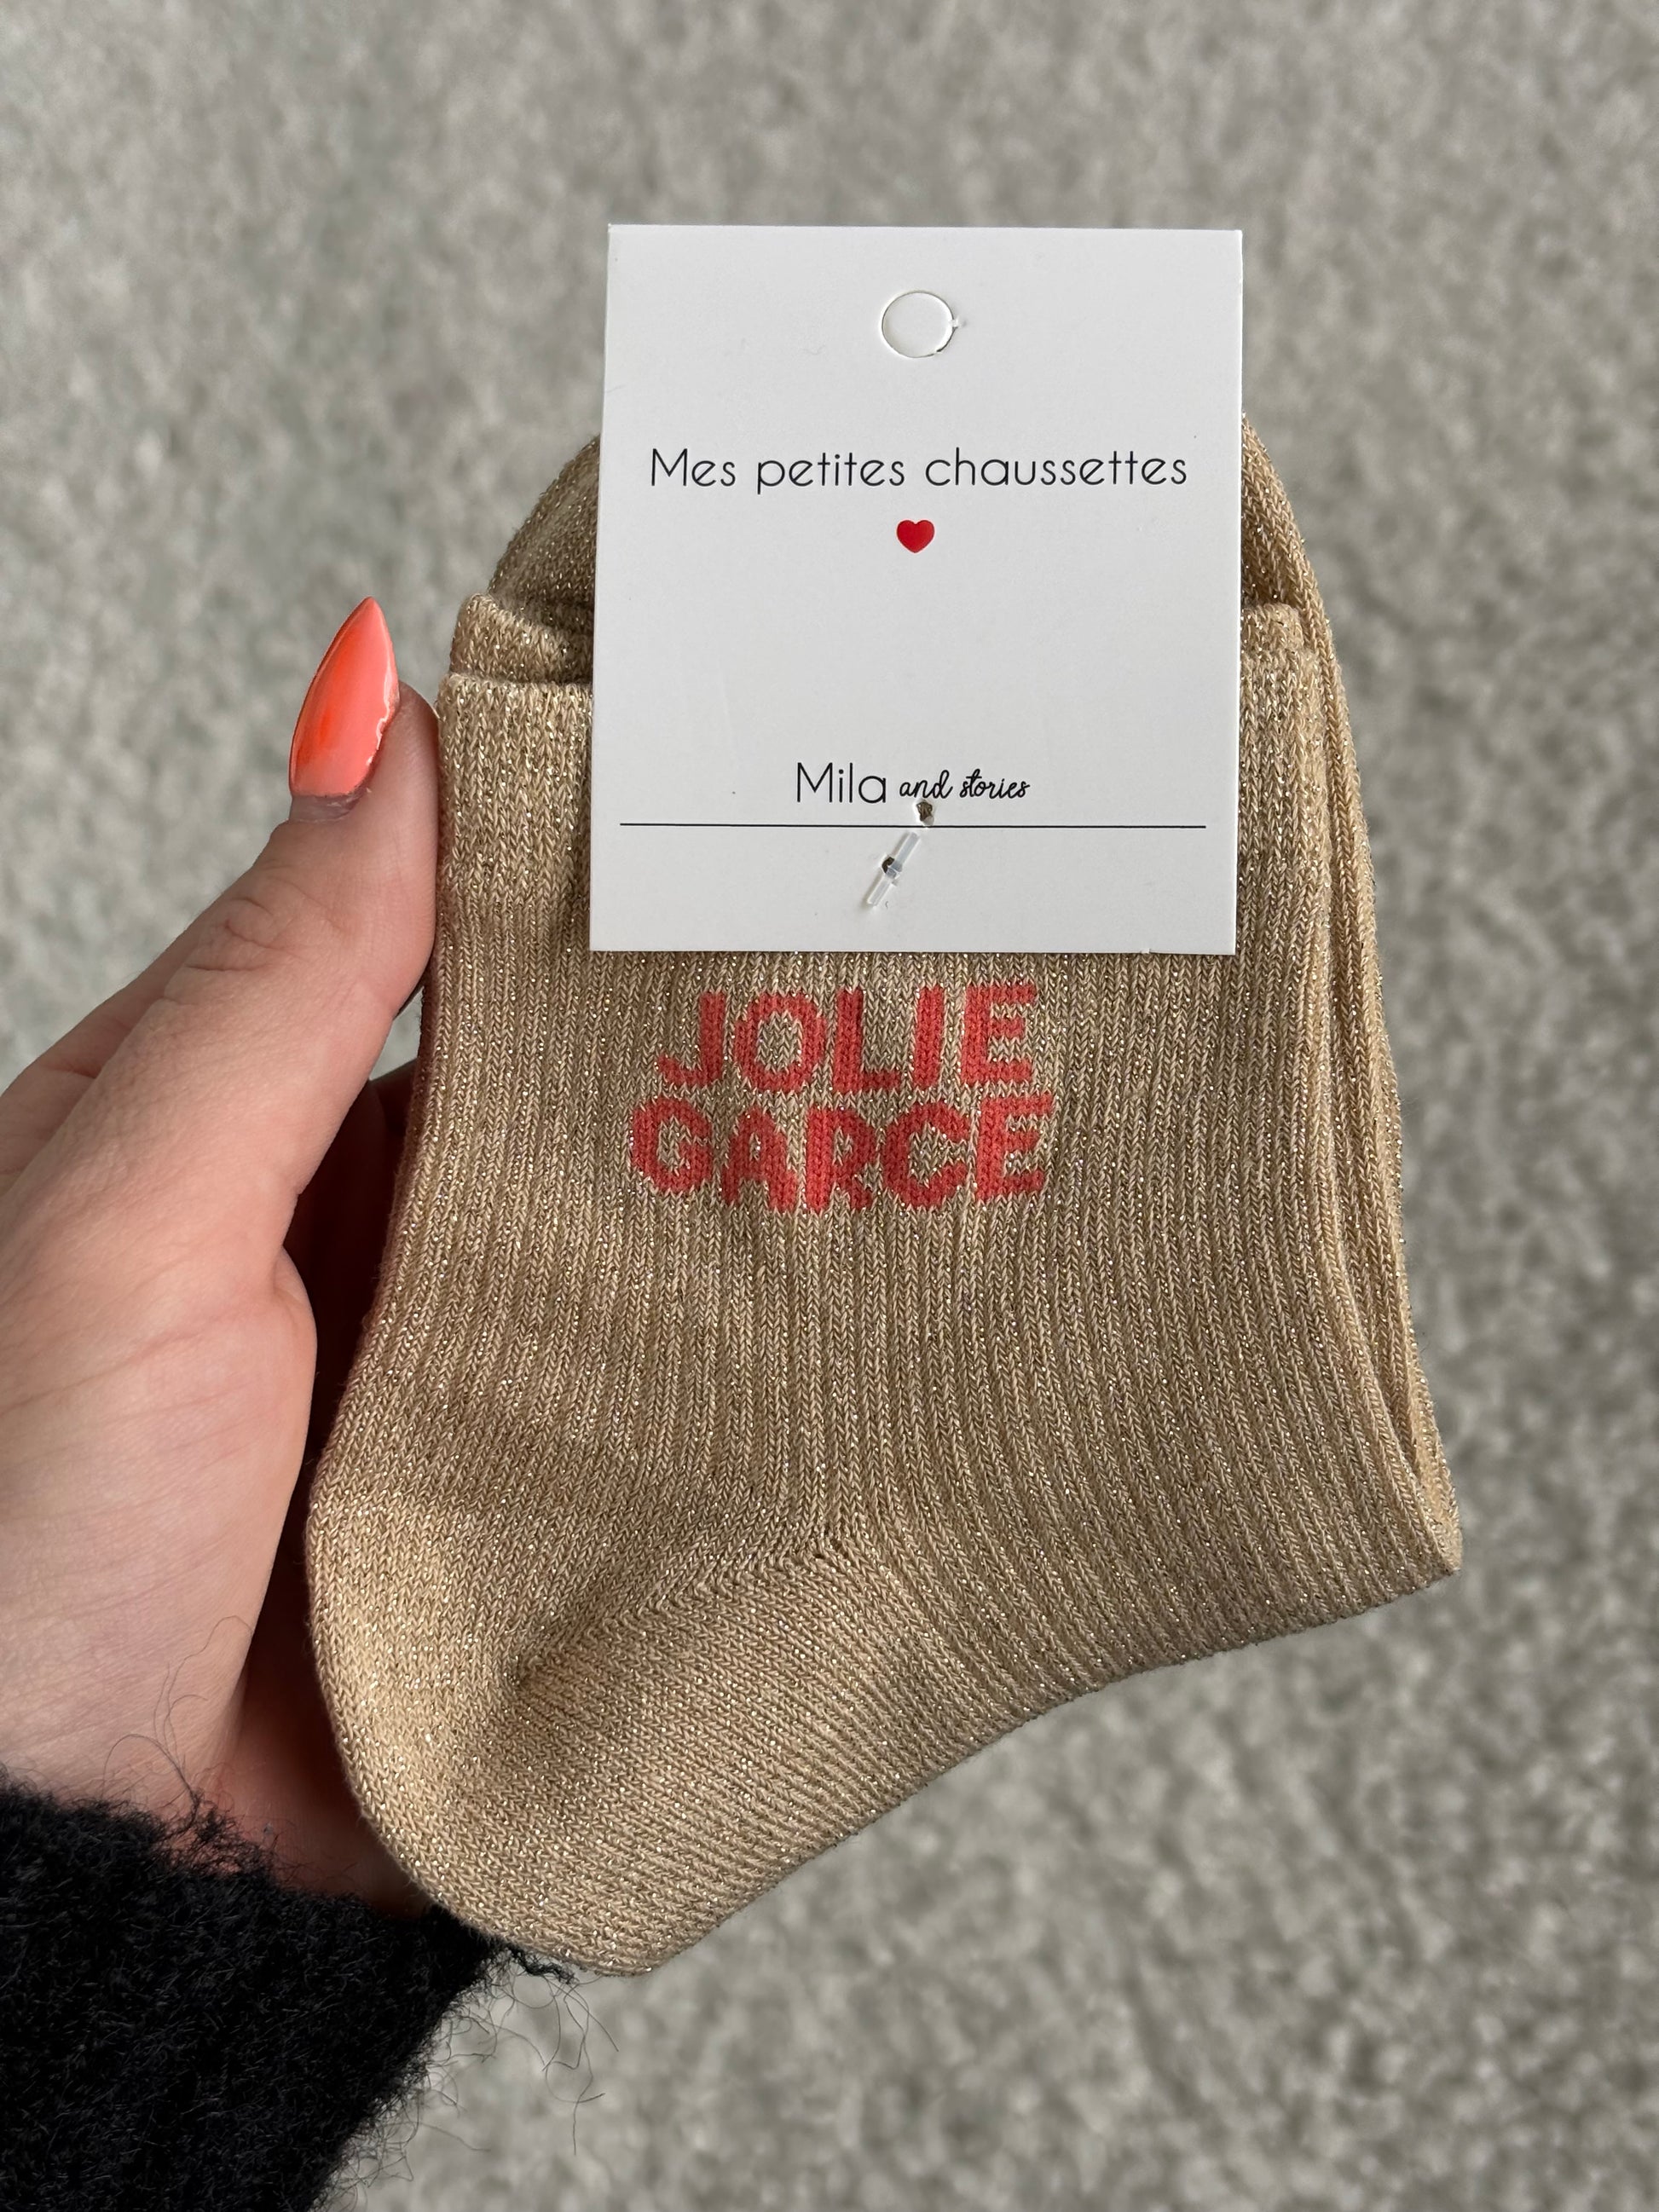 Mes petites chaussettes
Mila and stories
JOLIE
GARCE